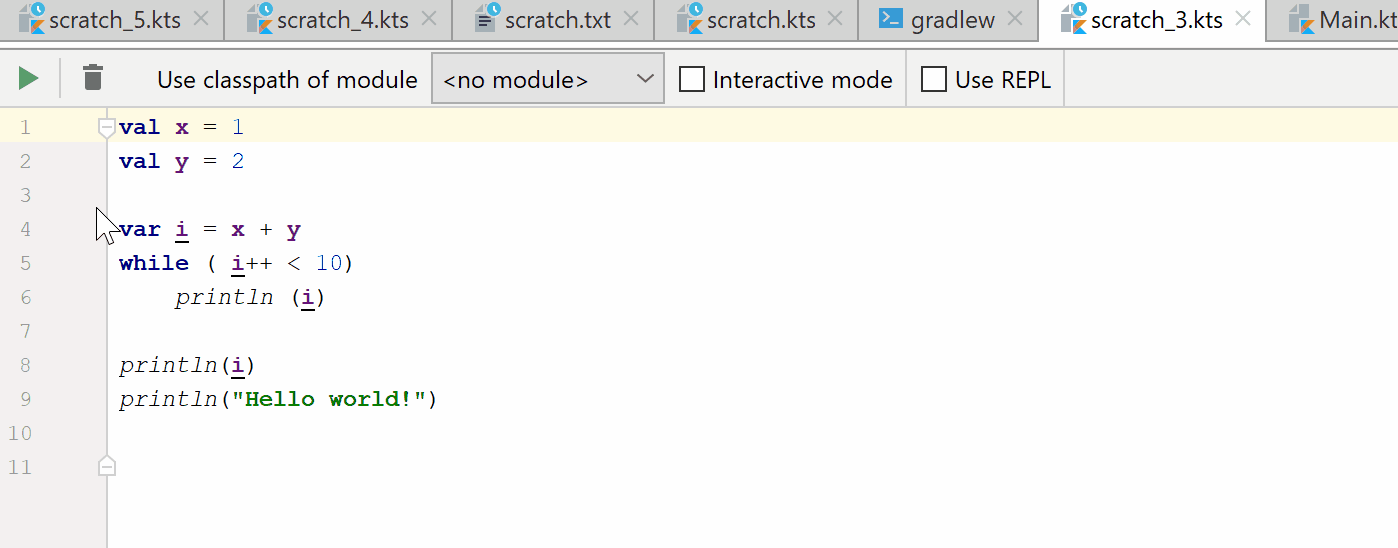 scratch_5.kts scratch_4.kts scratch.txt scratch.kts gradlew scratch_3.kts Main.kt
Use classpath of module <no module> Interactive mode Use REPL
1 val x = 1
2 val y = 2
3
4 var i = x + y
5 while ( i++ < 10)
6 println (i)
7
8 println(i)
9 println("Hello world!")
10
11